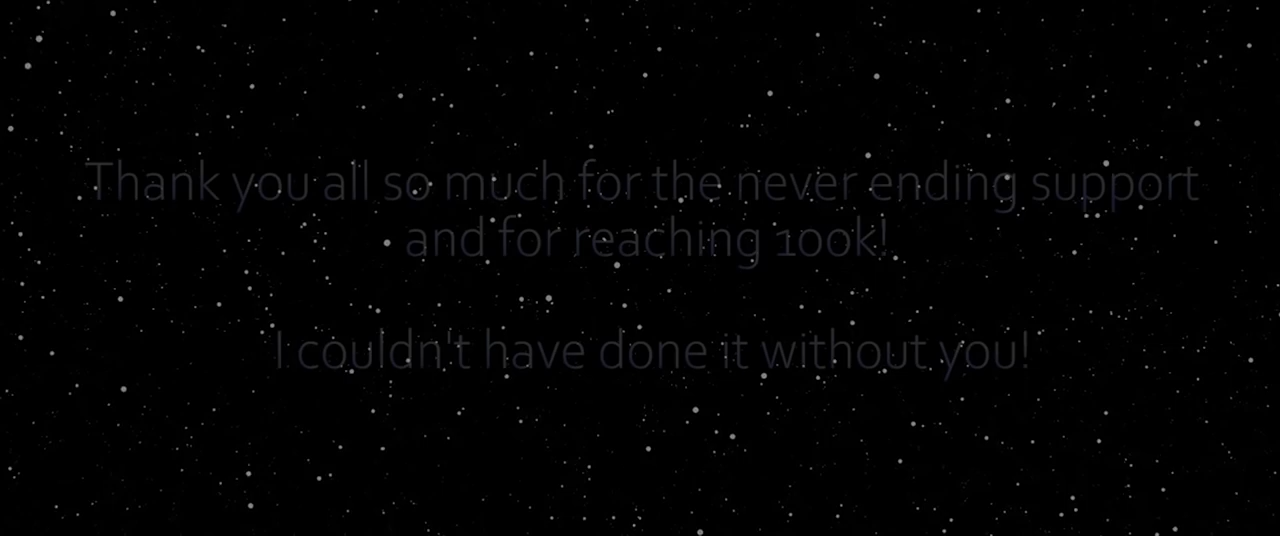 Thank you all so much for the never ending support
and for reaching 100k!
I couldn't have done it without you!